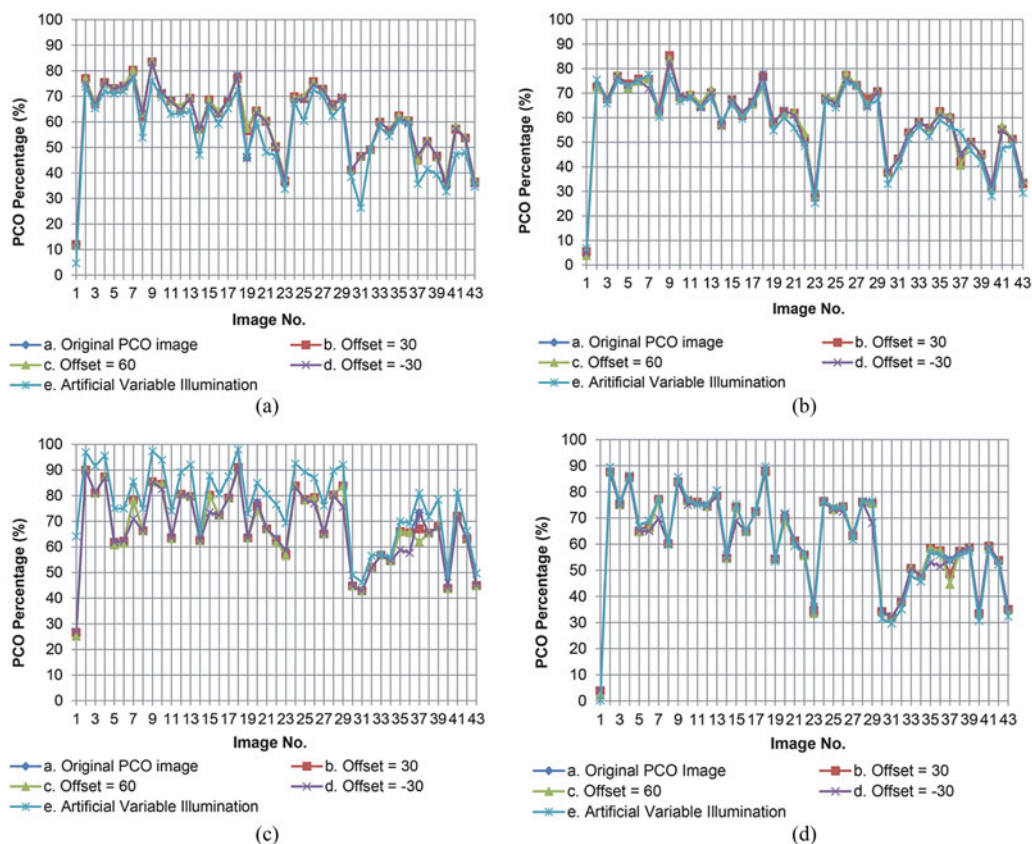 PCO Percentage (%)
100
90
80
70
60
50
40
30
20
10
0
1 3 5 7 9 11 13 15 17 19 21 23 25 27 29 31 33 35 37 39 41 43
Image No.
a. Original PCO image
b. Offset = 30
c. Offset = 60
d. Offset = -30
e. Artificial Variable Illumination
(a)
PCO Percentage (%)
100
90
80
70
60
50
40
30
20
10
0
1 3 5 7 9 11 13 15 17 19 21 23 25 27 29 31 33 35 37 39 41 43
Image No.
a. Original PCO image
b. Offset = 30
c. Offset = 60
d. Offset = -30
e. Aritificial Variable Illumination
(b)
PCO Percentage (%)
100
90
80
70
60
50
40
30
20
10
0
1 3 5 7 9 11 13 15 17 19 21 23 25 27 29 31 33 35 37 39 41 43
Image No.
a. Original PCO image
b. Offset = 30
c. Offset = 60
d. Offset = -30
e. Artificial Variable Illumination
(c)
PCO Percentage (%)
100
90
80
70
60
50
40
30
20
10
0
1 3 5 7 9 11 13 15 17 19 21 23 25 27 29 31 33 35 37 39 41 43
Image No.
a. Original PCO Image
b. Offset = 30
c. Offset = 60
d. Offset = -30
e. Artificial Variable Illumination
(d)